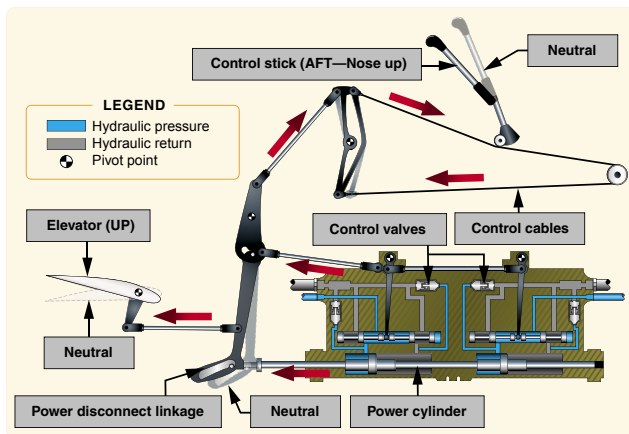 Control stick (AFT—Nose up)
Neutral
LEGEND
Hydraulic pressure
Hydraulic return
Pivot point
Elevator (UP)
Control valves
Control cables
Neutral
Power disconnect linkage
Neutral
Power cylinder